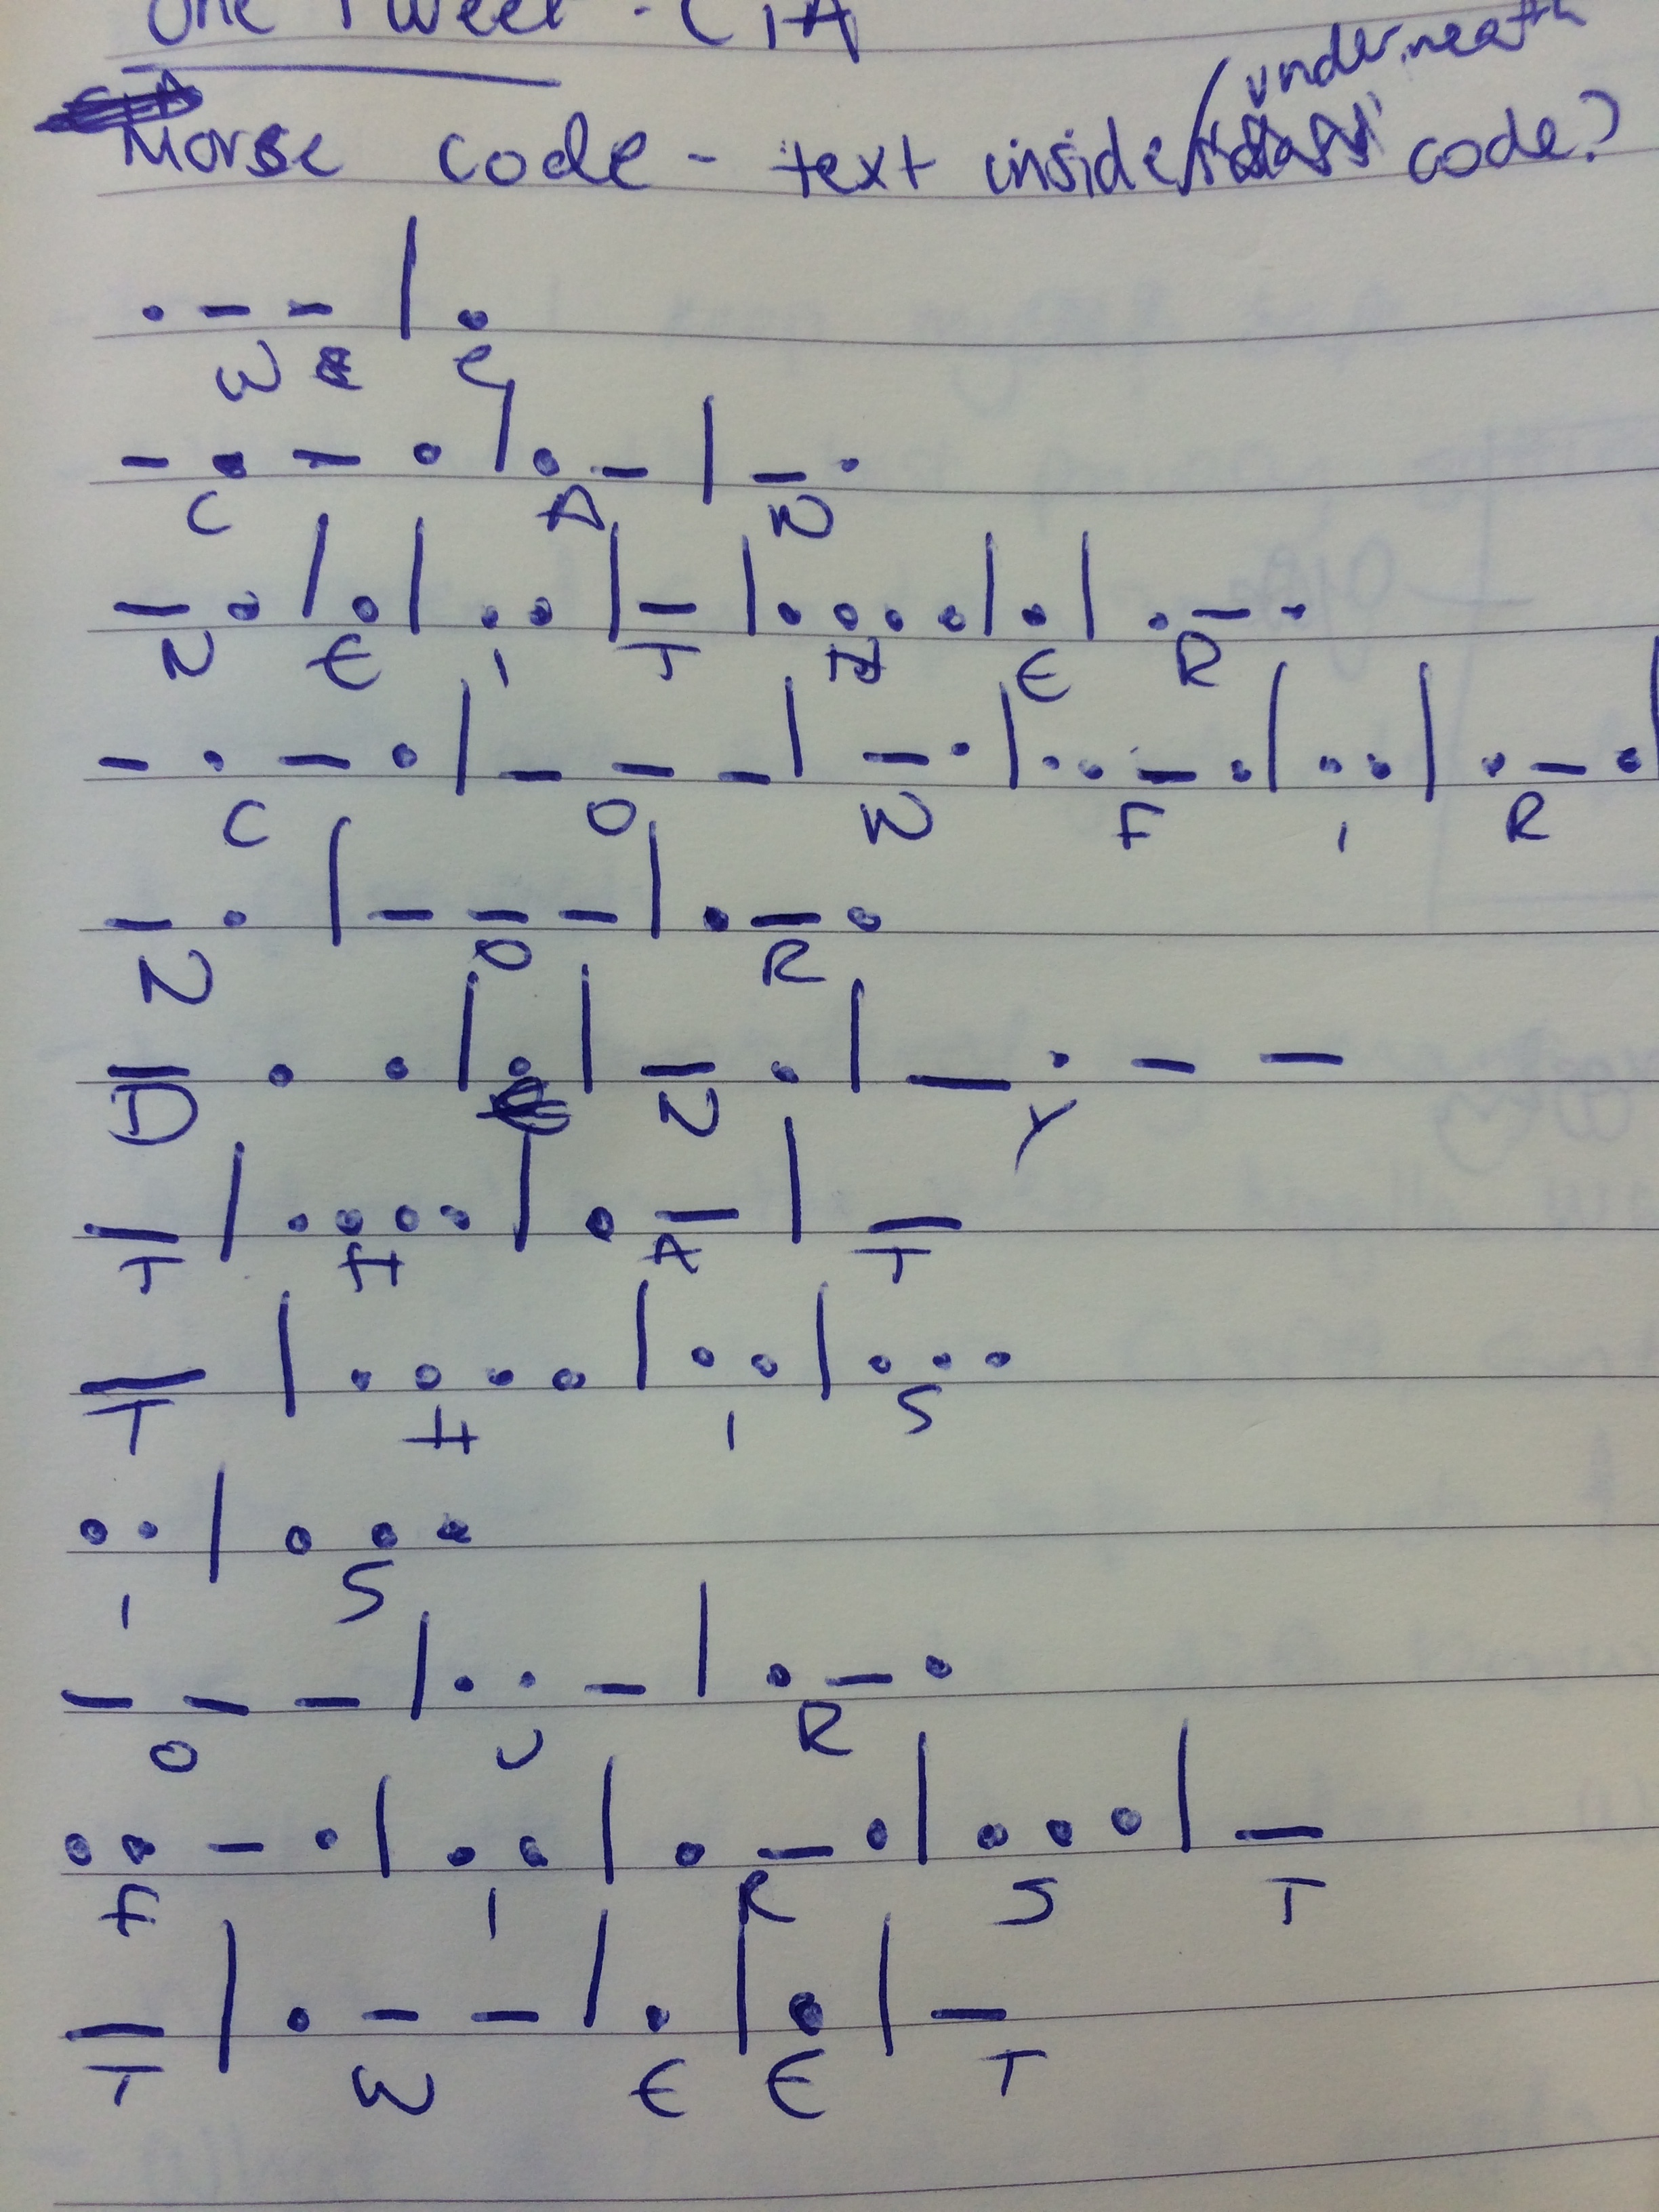 One Tweet - CIA
Morse code - text inside / underneath code?
. - - | .
W e
- . - . | . - | - .
C A N
- . | . | . . | - | . . . . | . | . - .
N E I T H E R
- . - . | - - - | - . | . . - . | . . | . - . |
C O N F I R
- . | - - - | . - .
N O R
- . . | . | - . | - . - -
D E N Y
- | . . . . | . - | -
T H A T
- | . . . . | . . | . . .
T H I S
. . | . . .
I S
- - - | . . - | . - .
O U R
. . - . | . . | . - . | . . . | -
F I R S T
- | . - - | . | . | -
T W E E T